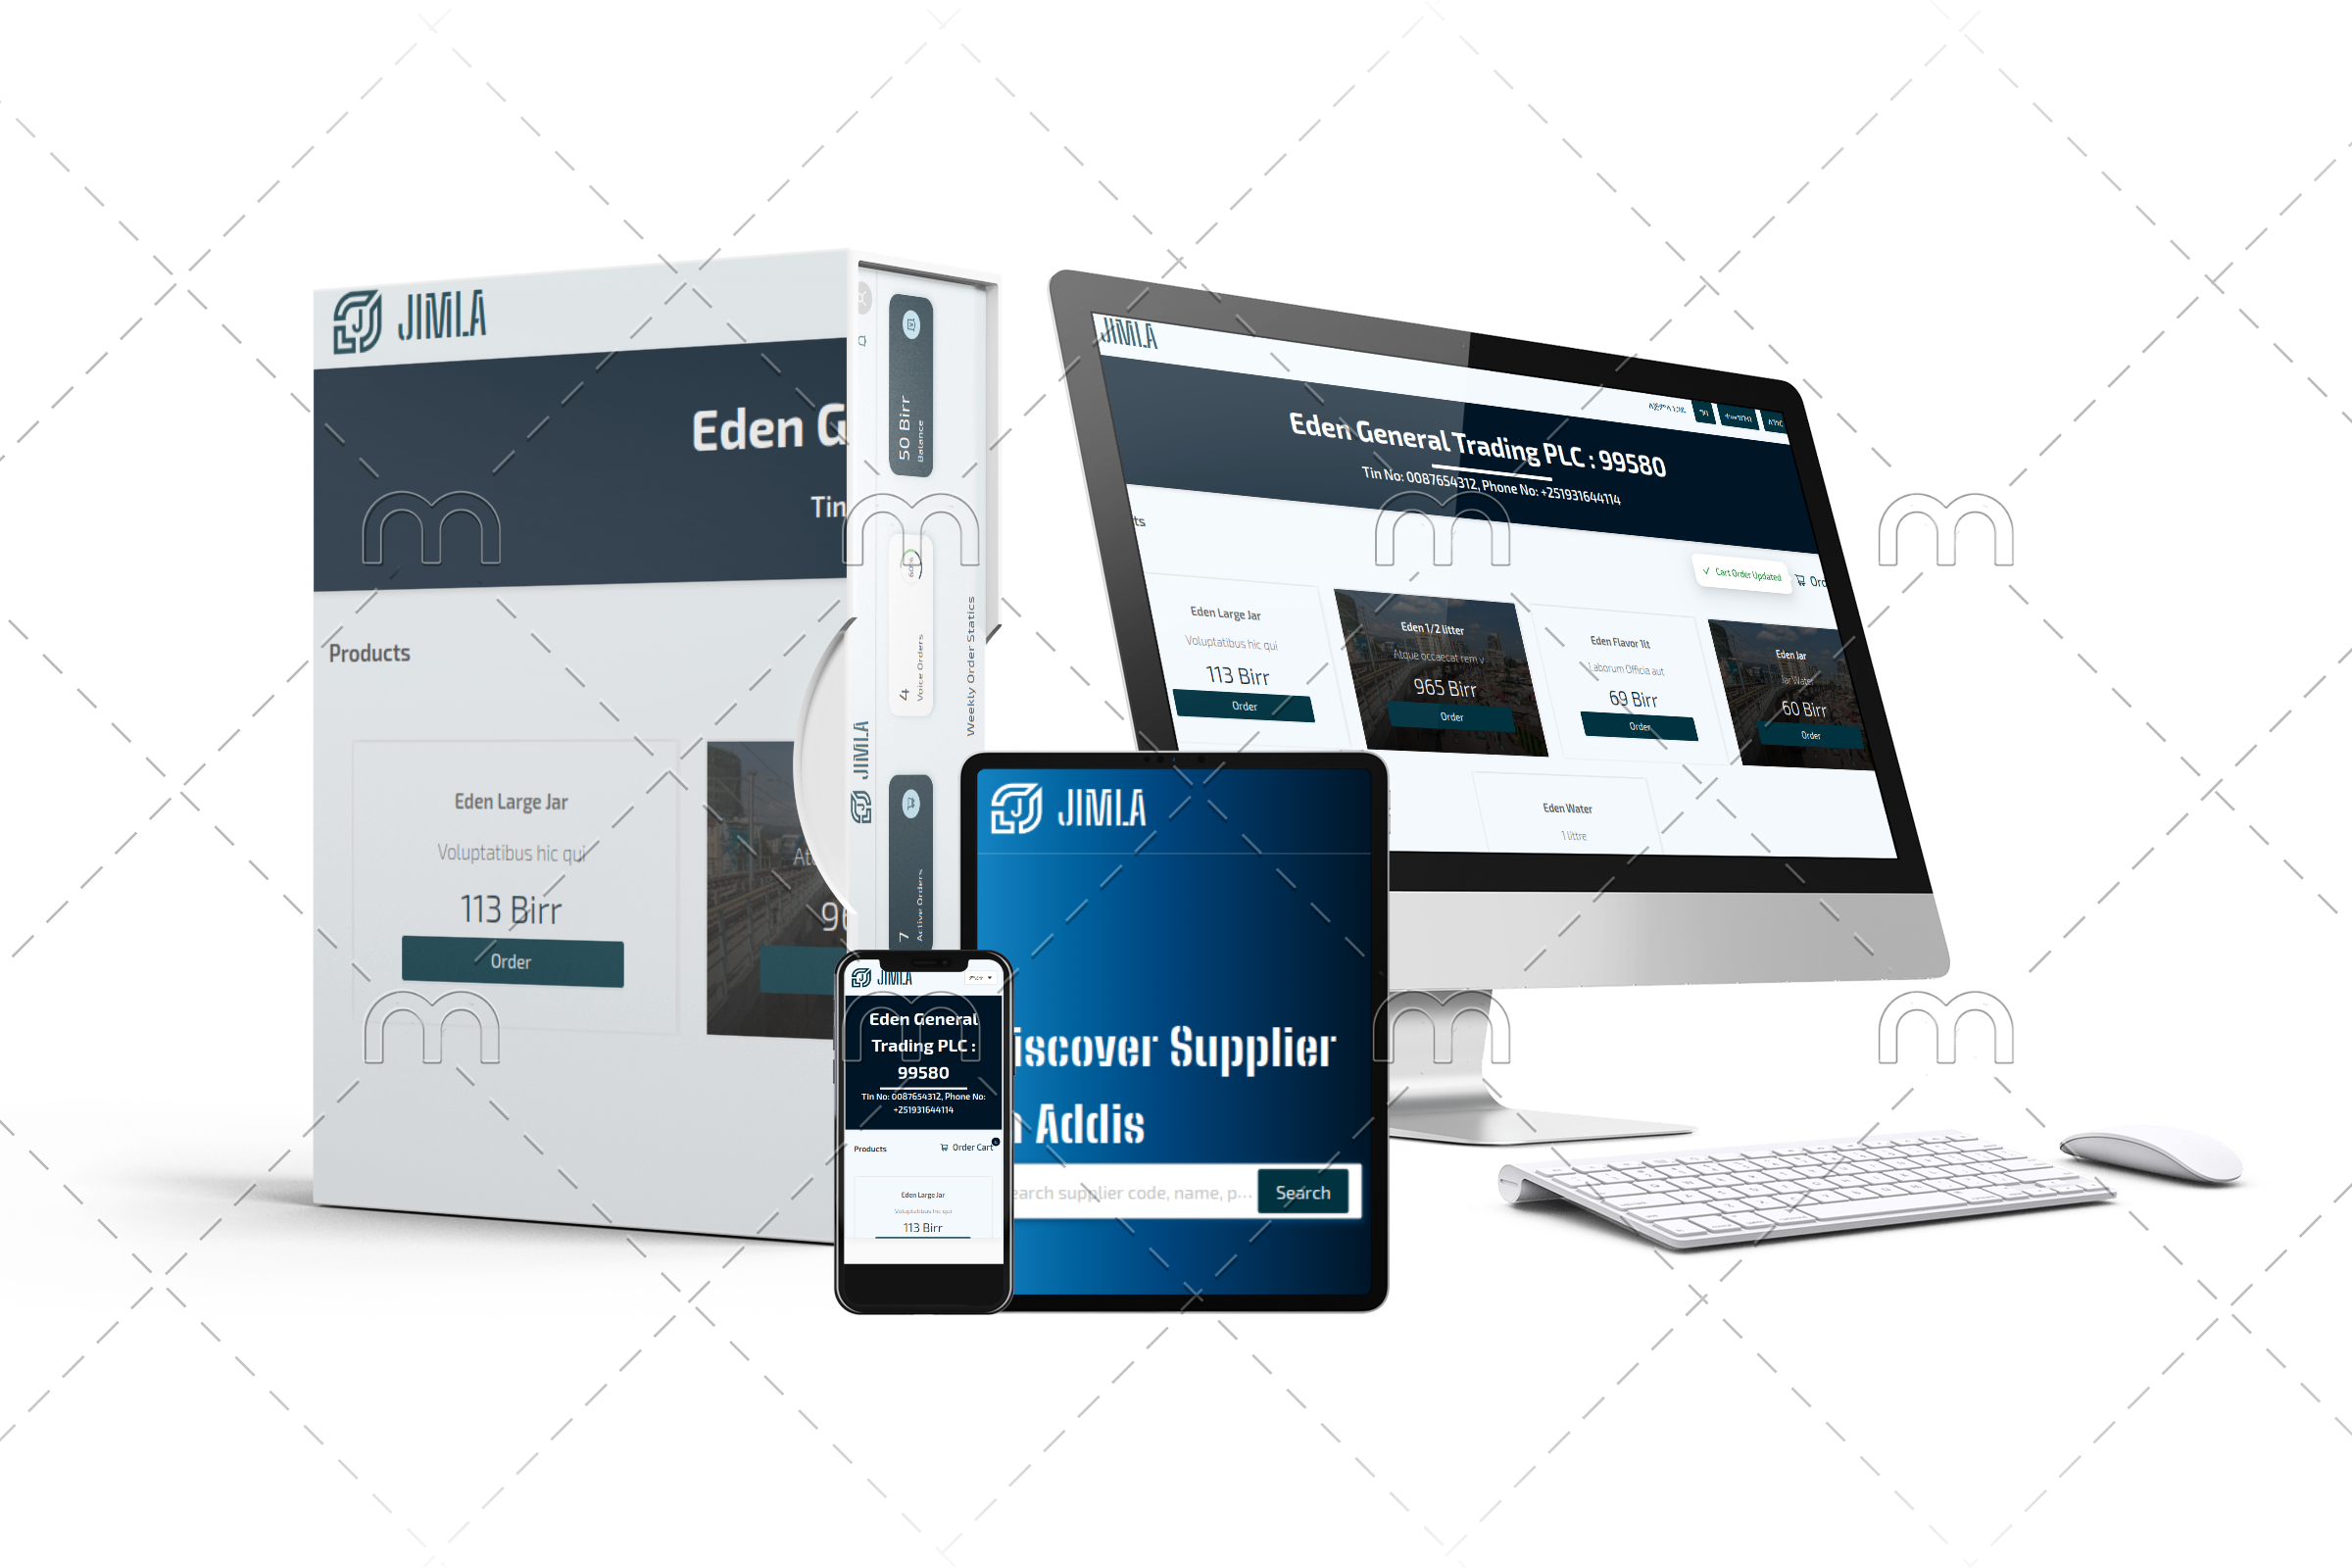 JIMLA
Eden G
Tin
Products
Eden Large Jar
Voluptatibus hic qui
113 Birr
Order
At
96
50 Birr
Balance
60%
4
Voice Orders
Weekly Order Statics
JIMLA
7
Active Orders
JIMLA
Eden General Trading PLC : 99580
Tin No: 0087654312, Phone No: +251931644114
ts
Cart Order Updated
Ord
Eden Large Jar
Voluptatibus hic qui
113 Birr
Order
Eden 1/2 litter
Atque occaecat rem v
965 Birr
Order
Eden Flavor 1lt
Laborum Officia aut
69 Birr
Order
Eden Jar
Jar Water
60 Birr
Order
Eden Water
1 littre
JIMLA
iscover Supplier
n Addis
earch supplier code, name, p...
Search
JIMLA
Eden General
Trading PLC :
99580
Tin No: 0087654312, Phone No:
+251931644114
Products
Order Cart
Eden Large Jar
Voluptatibus hic qui
113 Birr
m
m
m
m
m
m
m
m